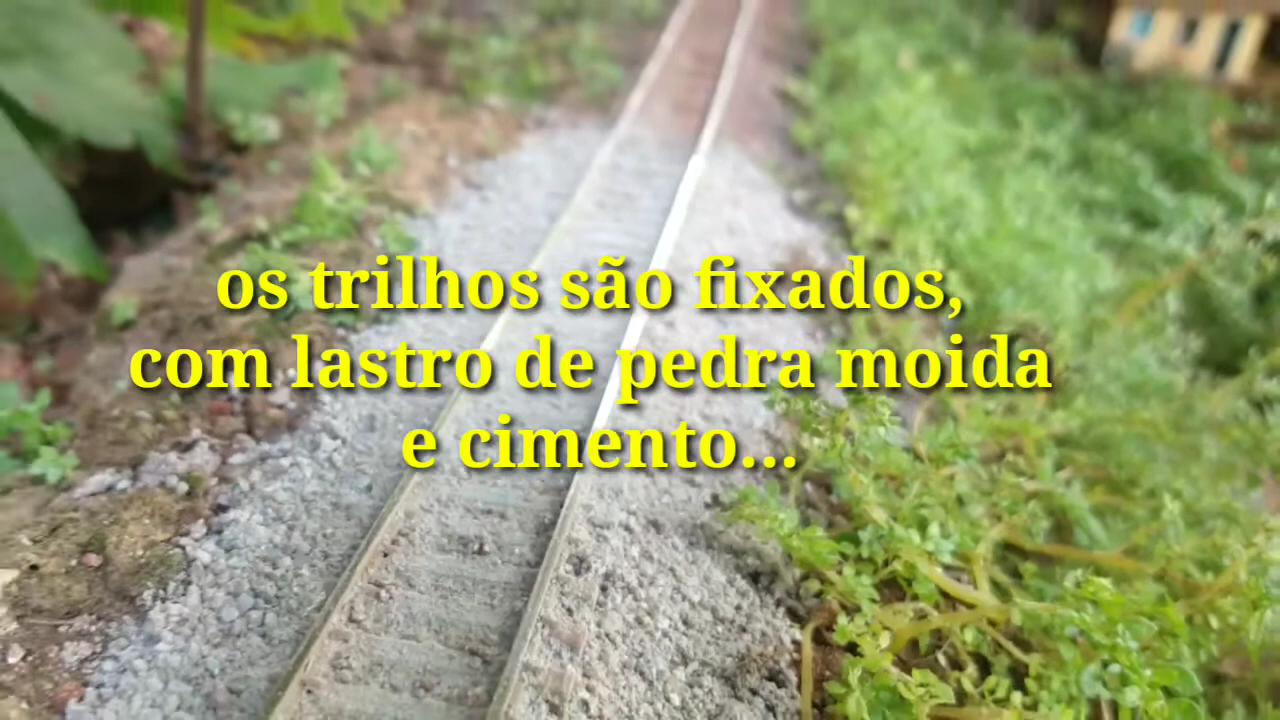 os trilhos são fixados,
com lastro de pedra moida
e cimento...